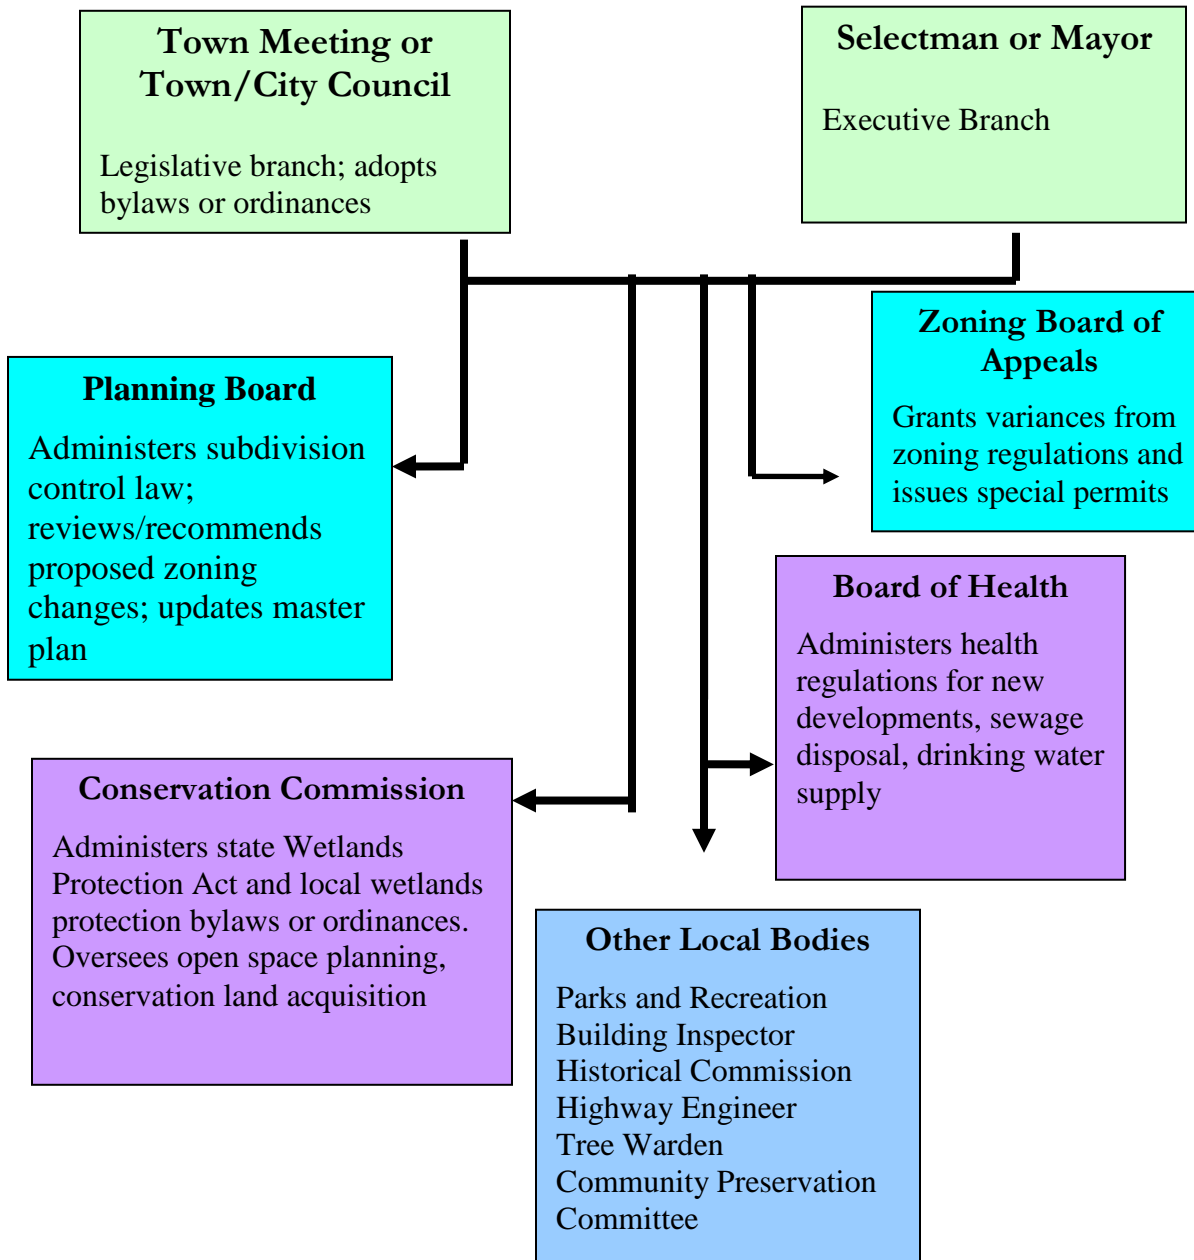 Town Meeting or
Town/City Council
Legislative branch; adopts
bylaws or ordinances
Selectman or Mayor
Executive Branch
Zoning Board of
Appeals
Grants variances from
zoning regulations and
issues special permits
Planning Board
Administers subdivision
control law;
reviews/recommends
proposed zoning
changes; updates master
plan
Board of Health
Administers health
regulations for new
developments, sewage
disposal, drinking water
supply
Conservation Commission
Administers state Wetlands
Protection Act and local wetlands
protection bylaws or ordinances.
Oversees open space planning,
conservation land acquisition
Other Local Bodies
Parks and Recreation
Building Inspector
Historical Commission
Highway Engineer
Tree Warden
Community Preservation
Committee